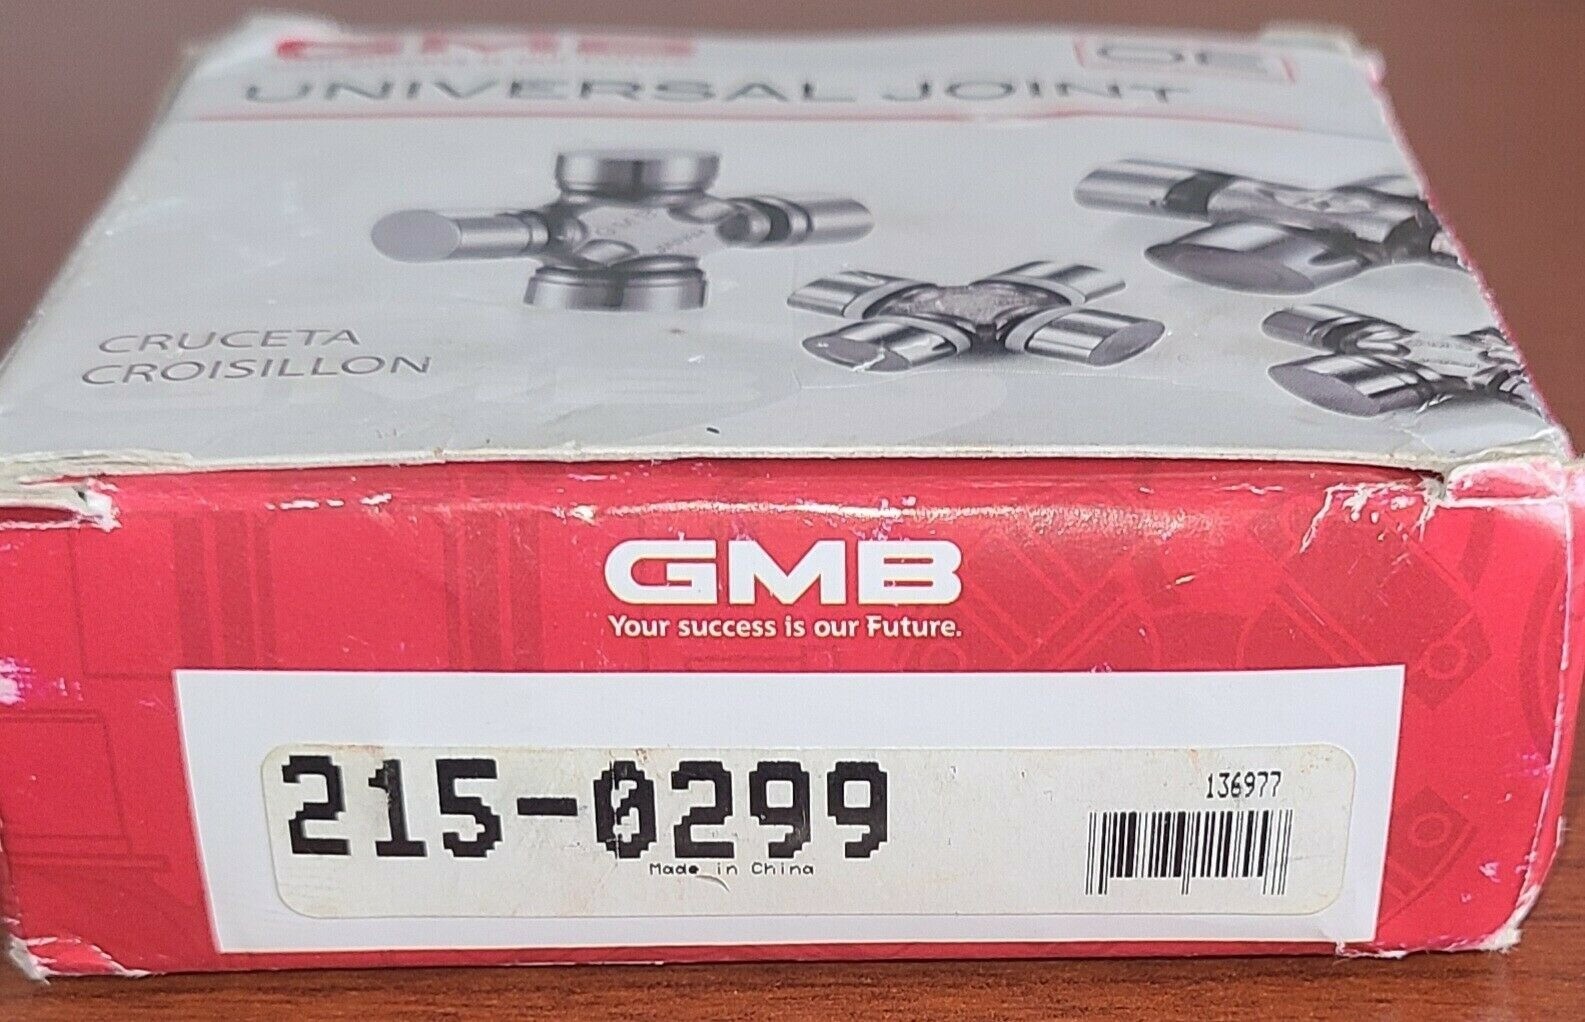 GMB
UNIVERSAL JOINT
OE
CRUCETA
CROISILLON
GMB
Your success is our Future.
215-0299
136977
Made in China